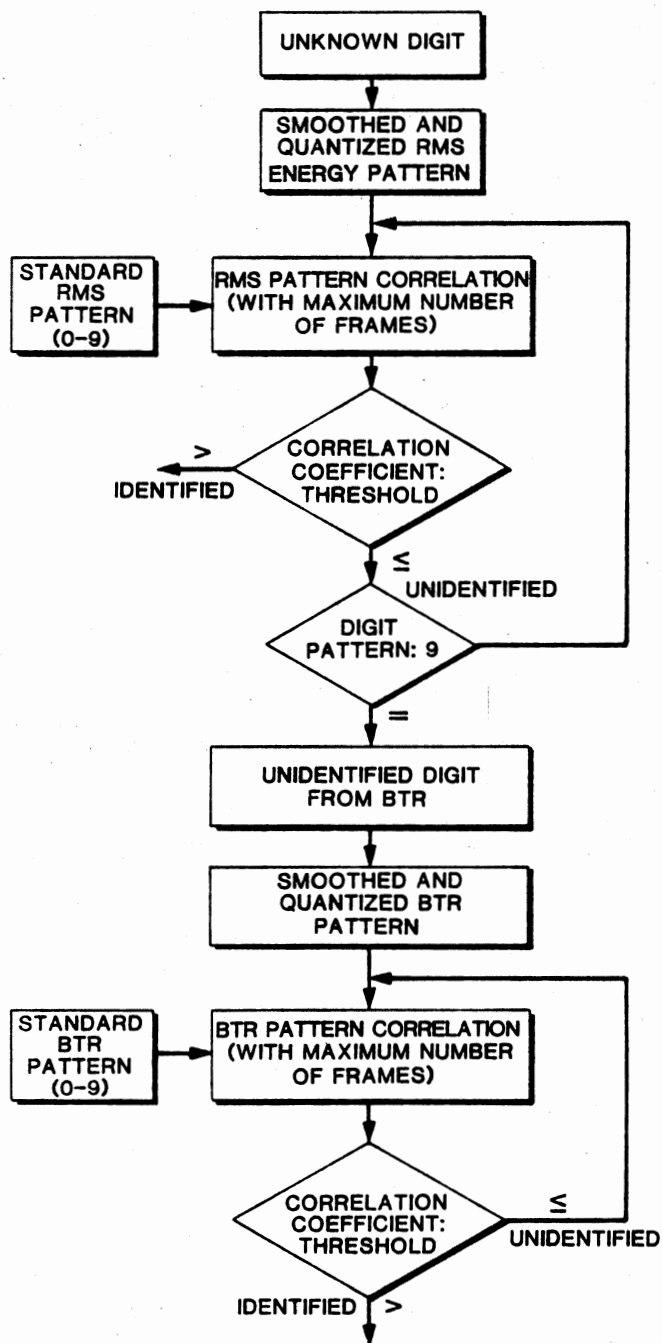 UNKNOWN DIGIT
SMOOTHED AND
QUANTIZED RMS
ENERGY PATTERN
STANDARD
RMS
PATTERN
(0-9)
RMS PATTERN CORRELATION
(WITH MAXIMUM NUMBER
OF FRAMES)
CORRELATION
COEFFICIENT:
THRESHOLD
>
IDENTIFIED
≤
UNIDENTIFIED
DIGIT
PATTERN: 9
=
UNIDENTIFIED DIGIT
FROM BTR
SMOOTHED AND
QUANTIZED BTR
PATTERN
STANDARD
BTR
PATTERN
(0-9)
BTR PATTERN CORRELATION
(WITH MAXIMUM NUMBER
OF FRAMES)
CORRELATION
COEFFICIENT:
THRESHOLD
≤
UNIDENTIFIED
IDENTIFIED >